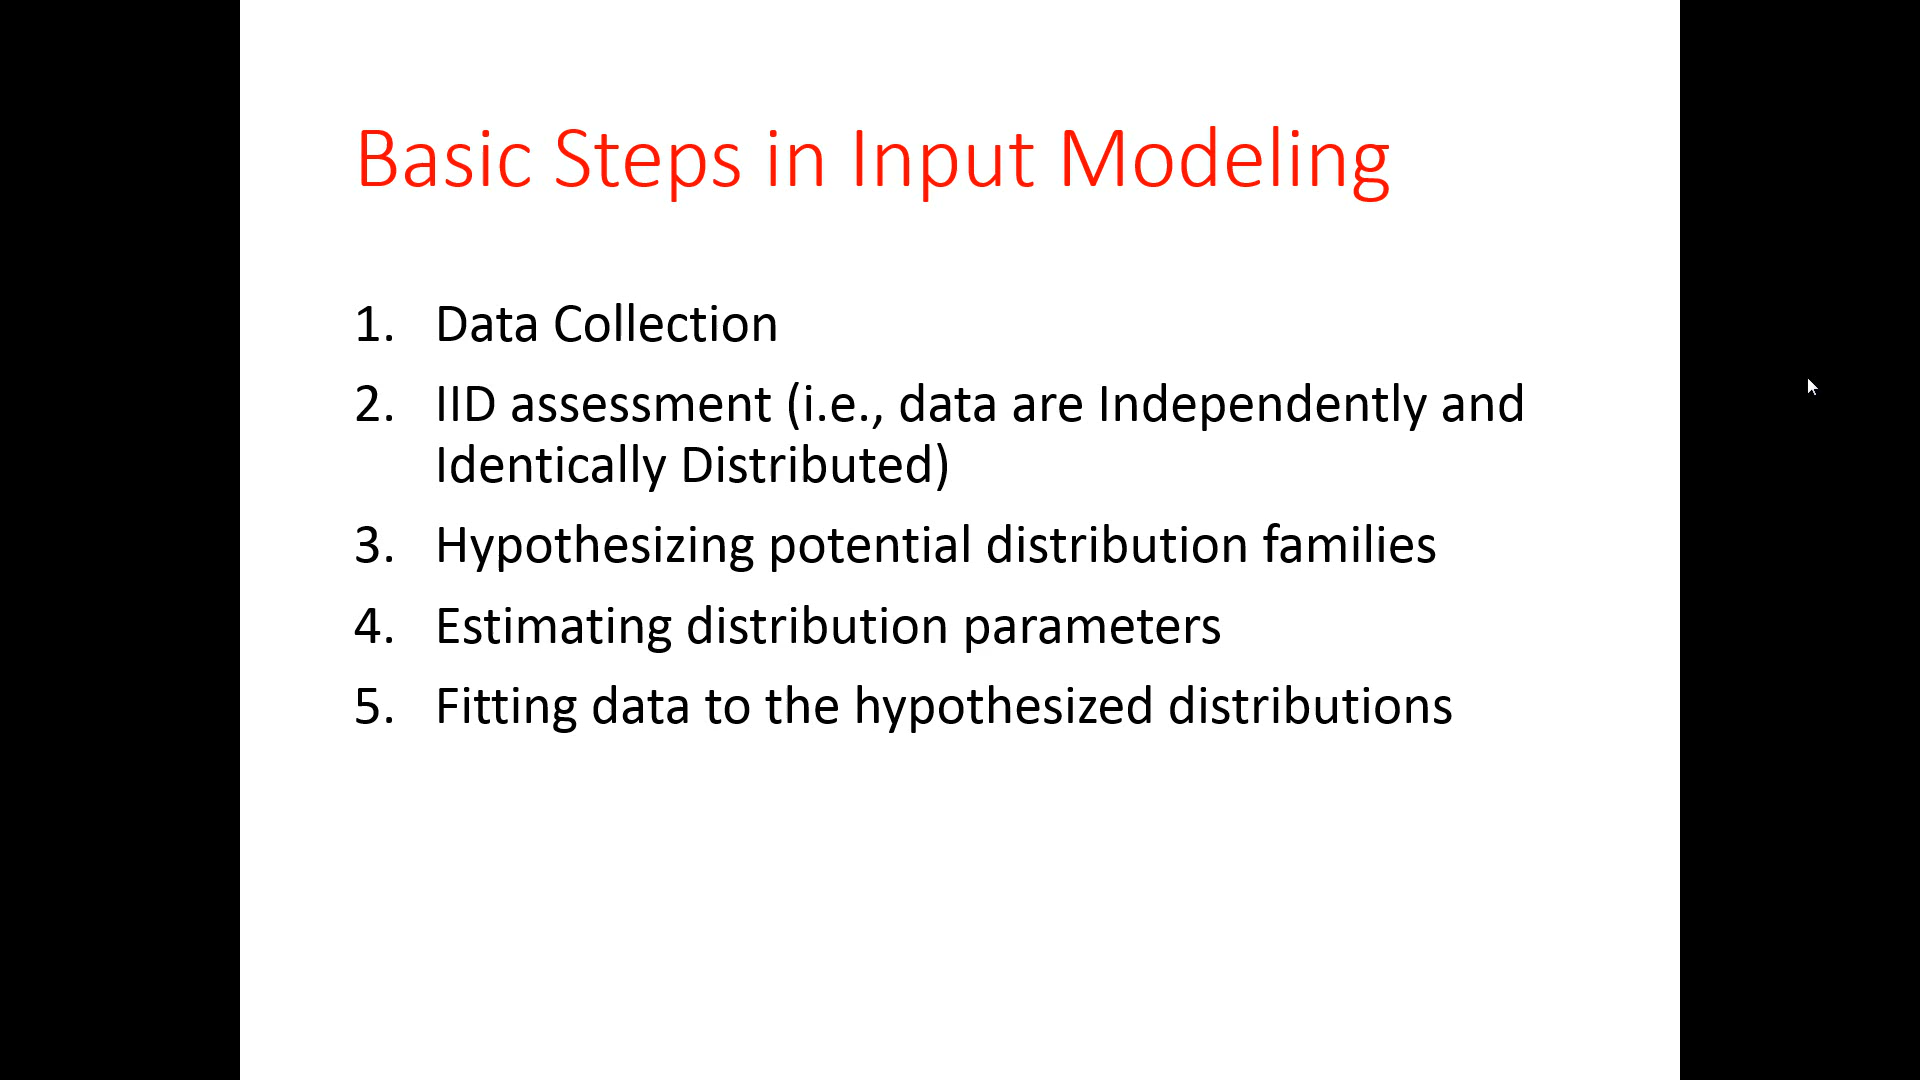 Basic Steps in Input Modeling
1. Data Collection
2. IID assessment (i.e., data are Independently and
Identically Distributed)
3. Hypothesizing potential distribution families
4. Estimating distribution parameters
5. Fitting data to the hypothesized distributions